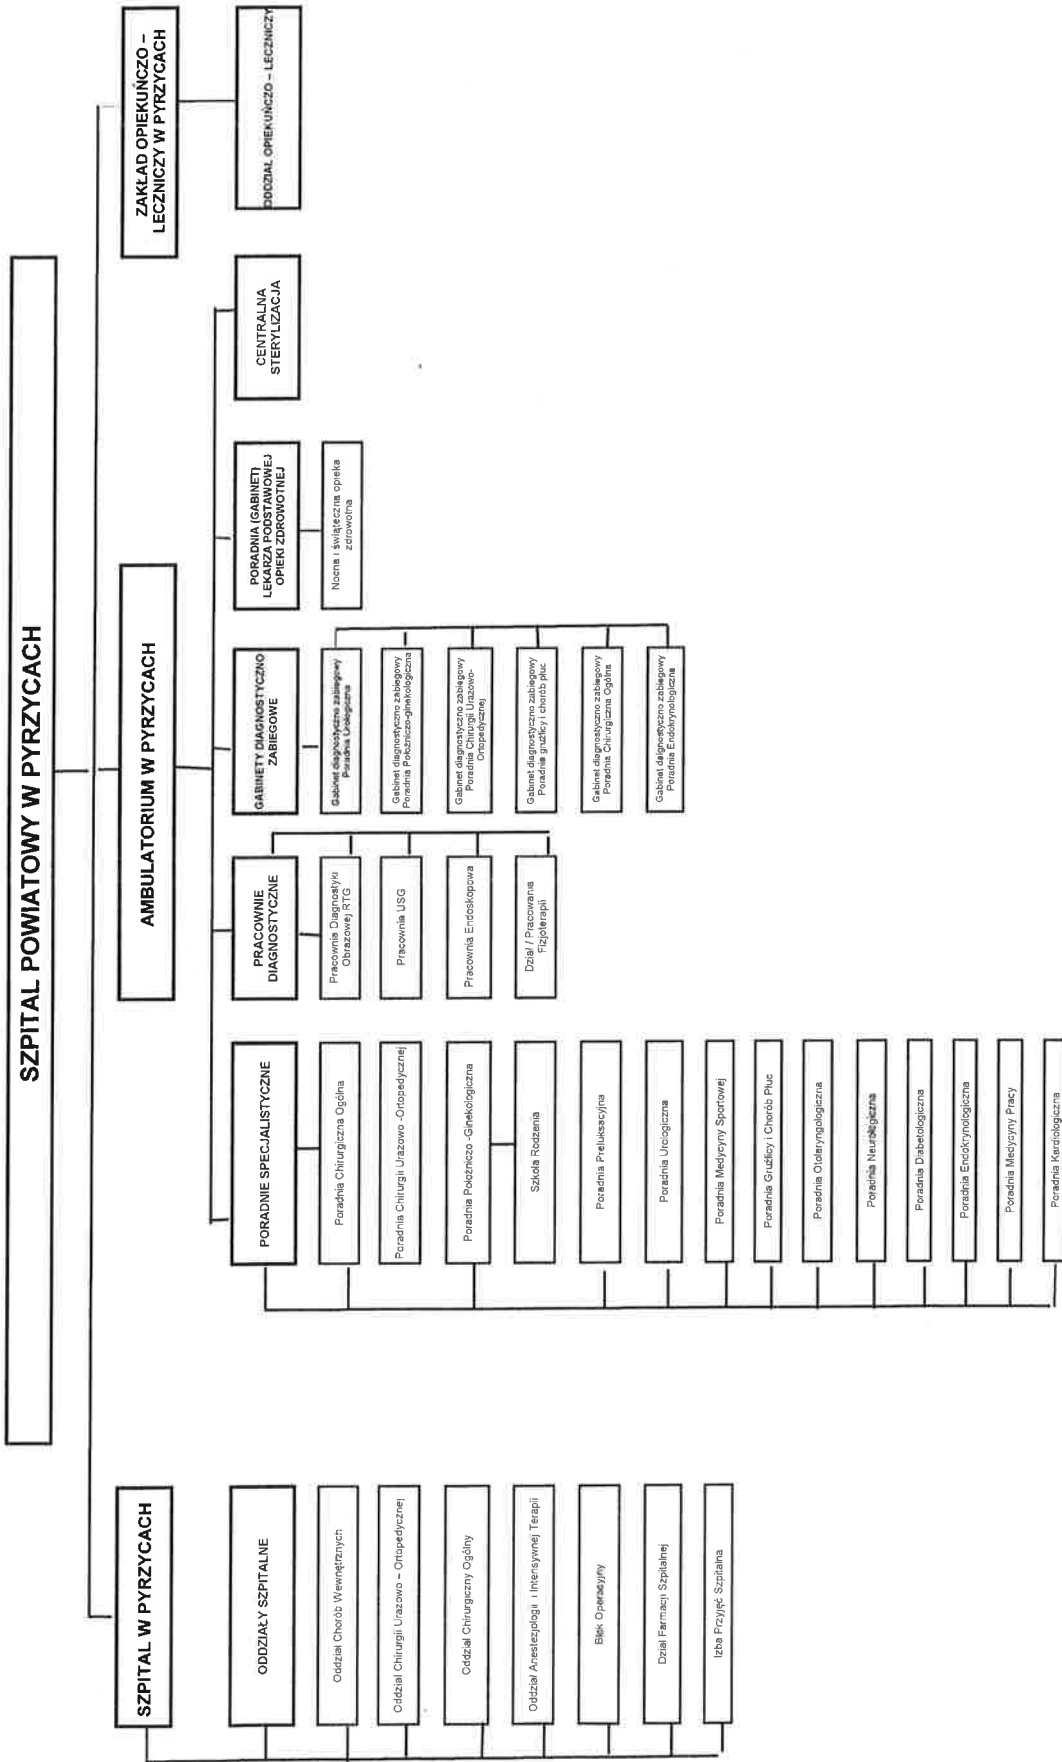 SZPITAL POWIATOWY W PYRZYCACH
SZPITAL W PYRZYCACH
ODDZIAŁY SZPITALNE
Oddział Chorób Wewnętrznych
Oddział Chirurgii Urazowo – Ortopedycznej
Oddział Chirurgiczny Ogólny
Oddział Anestezjologii i Intensywnej Terapii
Blok Operacyjny
Dział Farmacji Szpitalnej
Izba Przyjęć Szpitalna
AMBULATORIUM W PYRZYCACH
PORADNIE SPECJALISTYCZNE
Poradnia Chirurgiczna Ogólna
Poradnia Chirurgii Urazowo -Ortopedycznej
Poradnia Położniczo -Ginekologiczna
Szkoła Rodzenia
Poradnia Preluksacyjna
Poradnia Urologiczna
Poradnia Medycyny Sportowej
Poradnia Gruźlicy i Chorób Płuc
Poradnia Otolaryngologiczna
Poradnia Neurologiczna
Poradnia Diabetologiczna
Poradnia Endokrynologiczna
Poradnia Medycyny Pracy
Poradnia Kardiologiczna
PRACOWNIE
DIAGNOSTYCZNE
Pracownia Diagnostyki
Obrazowej RTG
Pracownia USG
Pracownia Endoskopowa
Dział / Pracowania
Fizjoterapii
GABINETY DIAGNOSTYCZNO
ZABIEGOWE
Gabinet diagnostyczno zabiegowy
Poradnia Urologiczna
Gabinet diagnostyczno zabiegowy
Poradnia Położniczo-ginekologiczna
Gabinet diagnostyczno zabiegowy
Poradnia Chirurgii Urazowo-
Ortopedycznej
Gabinet diagnostyczno zabiegowy
Poradnia gruźlicy i chorób płuc
Gabinet diagnostyczno zabiegowy
Poradnia Chirurgiczna Ogólna
Gabinet daignostyczno zabiegowy
Poradnia Endokrynologiczna
PORADNIA (GABINET)
LEKARZA PODSTAWOWEJ
OPIEKI ZDROWOTNEJ
Nocna i świąteczna opieka
zdrowotna
CENTRALNA
STERYLIZACJA
ZAKŁAD OPIEKUŃCZO –
LECZNICZY W PYRZYCACH
ODDZIAŁ OPIEKUŃCZO – LECZNICZY